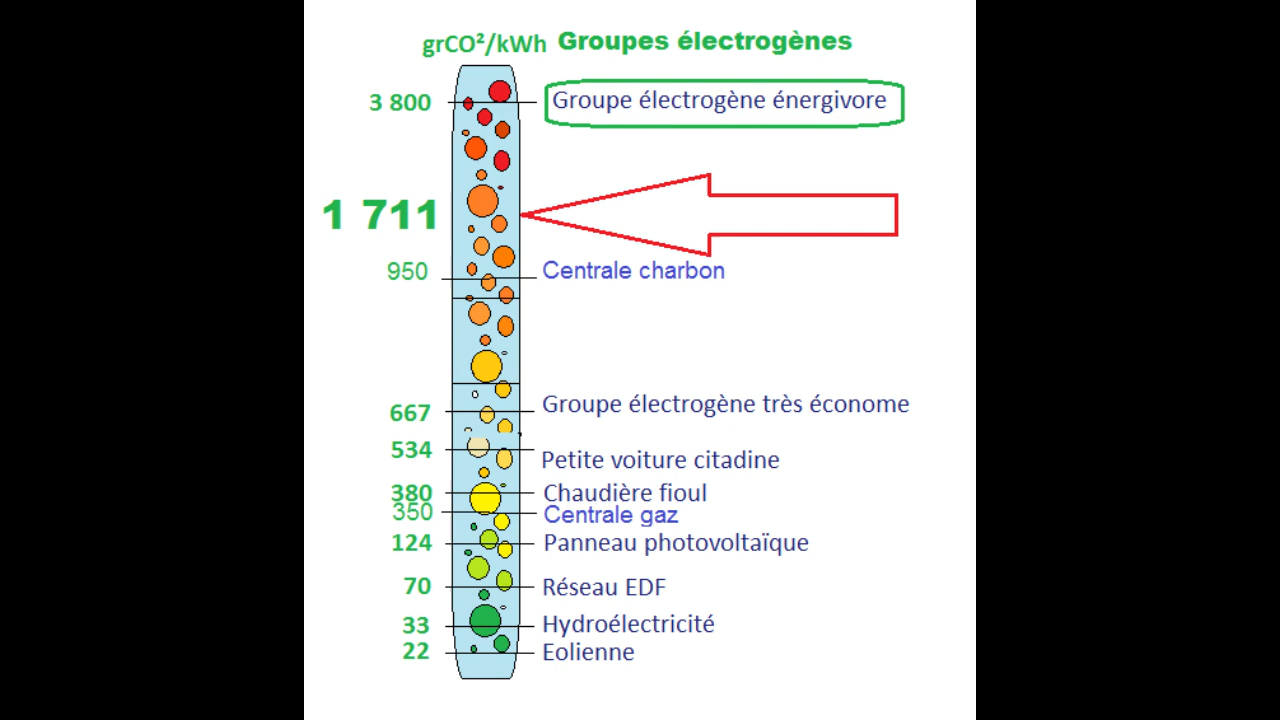 grCO²/kWh Groupes électrogènes
3 800 Groupe électrogène énergivore
1 711
950 Centrale charbon
667 Groupe électrogène très économe
534 Petite voiture citadine
380 Chaudière fioul
350 Centrale gaz
124 Panneau photovoltaïque
70 Réseau EDF
33 Hydroélectricité
22 Eolienne